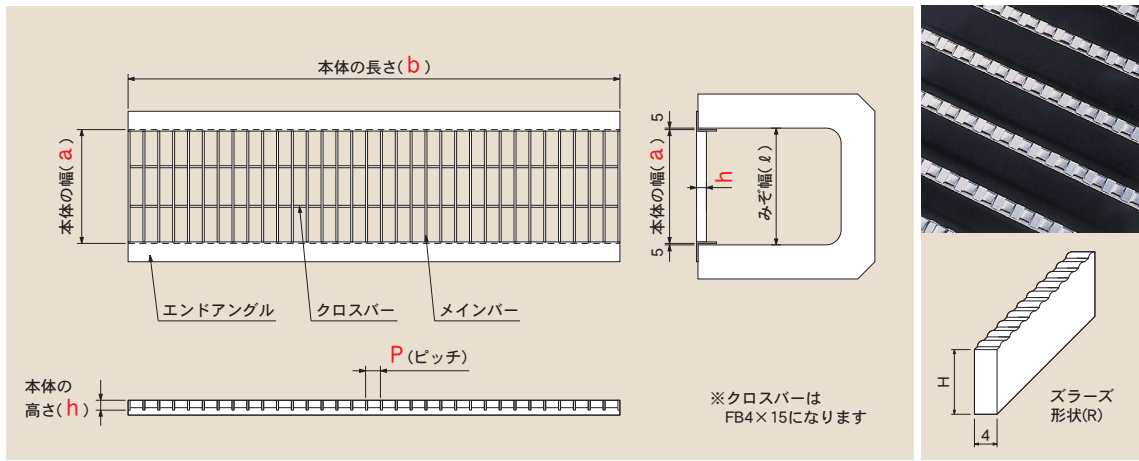 本体の長さ(b)
本体の幅(a)
エンドアングル
クロスバー
メインバー
5
本体の幅(a)
5
h
みぞ幅(ℓ)
P(ピッチ)
本体の
高さ(h)
※クロスバーは
FB4×15になります
H
4
ズラーズ
形状(R)